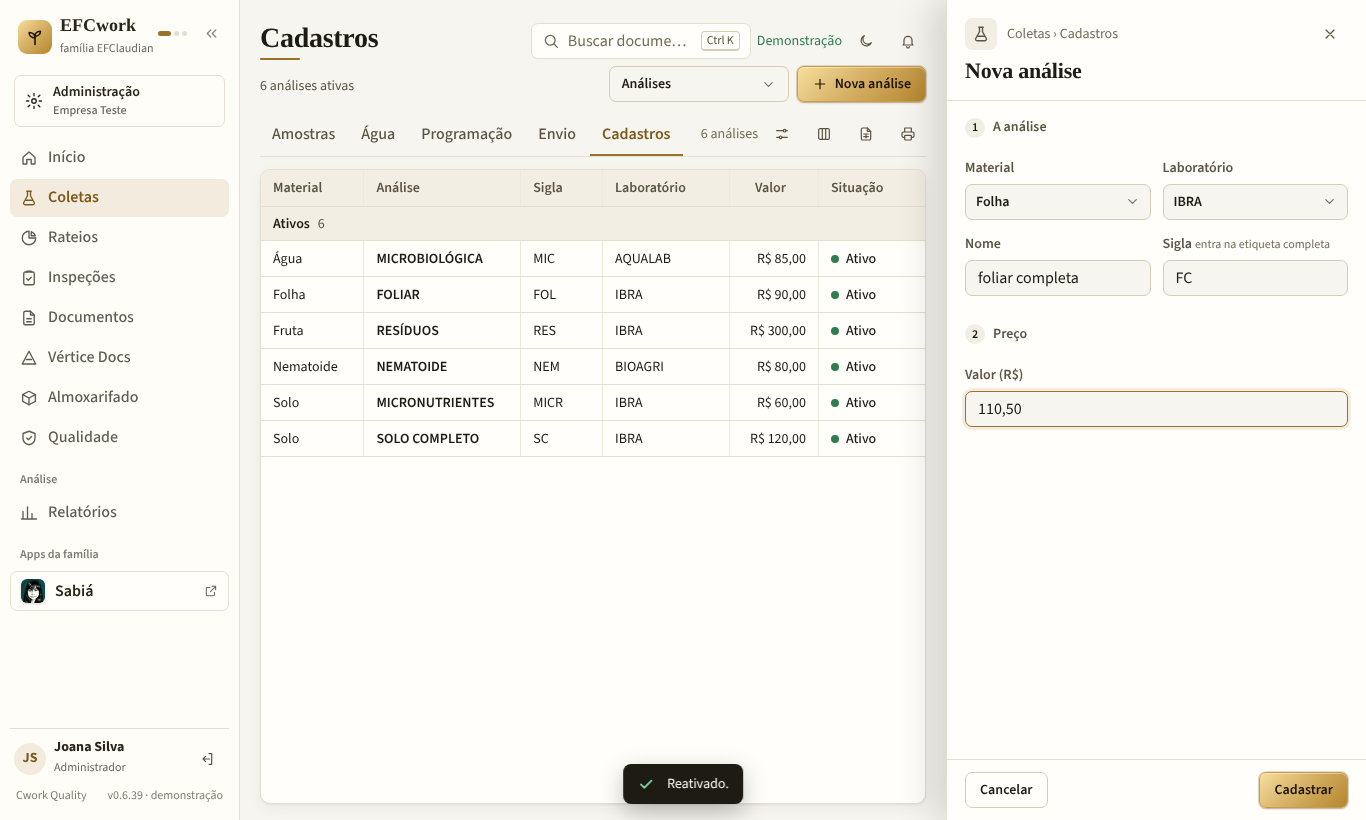 EFCwork
família EFClaudian
Administração
Empresa Teste
Início
Coletas
Rateios
Inspeções
Documentos
Vértice Docs
Almoxarifado
Qualidade
Análise
Relatórios
Apps da família
Sabiá
JS
Joana Silva
Administrador
Cwork Quality v0.6.39 · demonstração
Cadastros
Buscar docume… Ctrl K
Demonstração
6 análises ativas
Análises
Nova análise
Amostras Água Programação Envio Cadastros 6 análises
Material Análise Sigla Laboratório Valor Situação
Ativos 6
Água MICROBIOLÓGICA MIC AQUALAB R$ 85,00 Ativo
Folha FOLIAR FOL IBRA R$ 90,00 Ativo
Fruta RESÍDUOS RES IBRA R$ 300,00 Ativo
Nematoide NEMATOIDE NEM BIOAGRI R$ 80,00 Ativo
Solo MICRONUTRIENTES MICR IBRA R$ 60,00 Ativo
Solo SOLO COMPLETO SC IBRA R$ 120,00 Ativo
Reativado.
Coletas › Cadastros
Nova análise
1 A análise
Material Laboratório
Folha IBRA
Nome Sigla entra na etiqueta completa
foliar completa FC
2 Preço
Valor (R$)
110,50
Cancelar Cadastrar